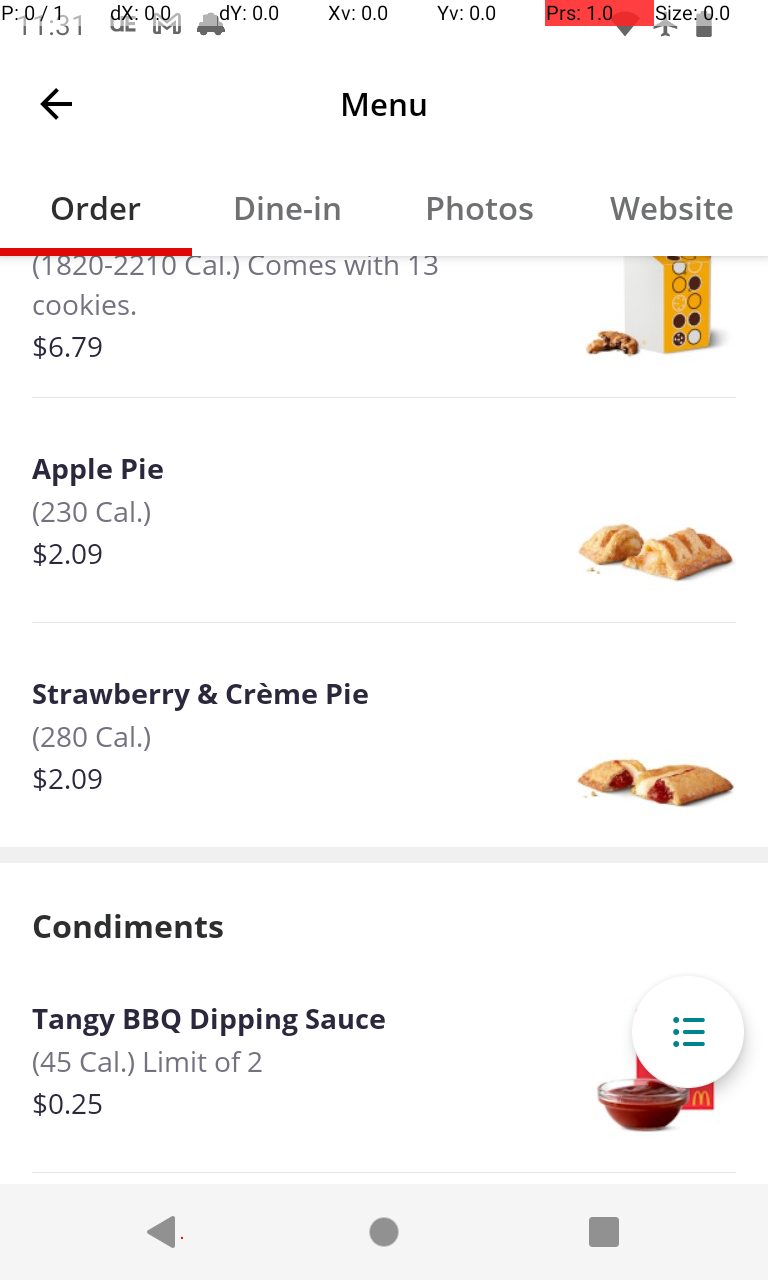 P: 0 / 1 dX: 0.0 dY: 0.0 Xv: 0.0 Yv: 0.0 Prs: 1.0 Size: 0.0
11:31
Menu
Order Dine-in Photos Website
(1820-2210 Cal.) Comes with 13
cookies.
$6.79
Apple Pie
(230 Cal.)
$2.09
Strawberry & Crème Pie
(280 Cal.)
$2.09
Condiments
Tangy BBQ Dipping Sauce
(45 Cal.) Limit of 2
$0.25